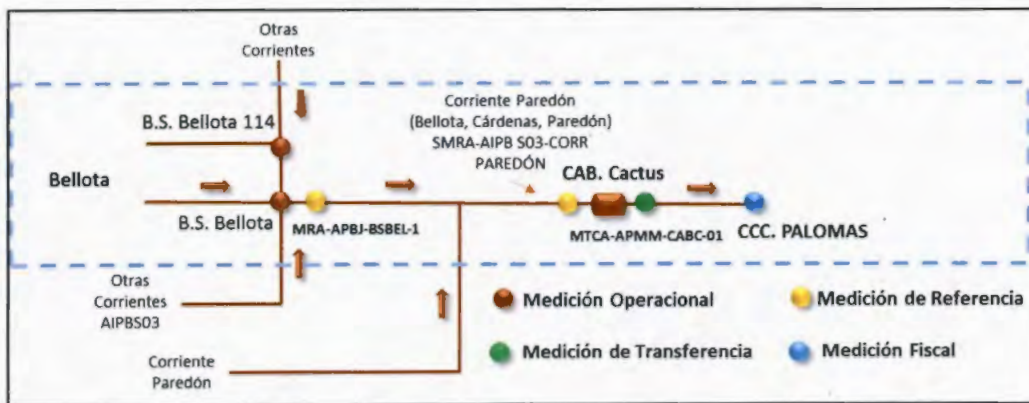 Otras
Corrientes
B.S. Bellota 114
Bellota
B.S. Bellota
MRA-APBJ-BSBEL-1
Corriente Paredón
(Bellota, Cárdenas, Paredón)
SMRA-AIPB S03-CORR
PAREDÓN
CAB. Cactus
MTCA-APMM-CABC-01
CCC. PALOMAS
Otras
Corrientes
AIPBS03
Corriente
Paredón
Medición Operacional
Medición de Referencia
Medición de Transferencia
Medición Fiscal